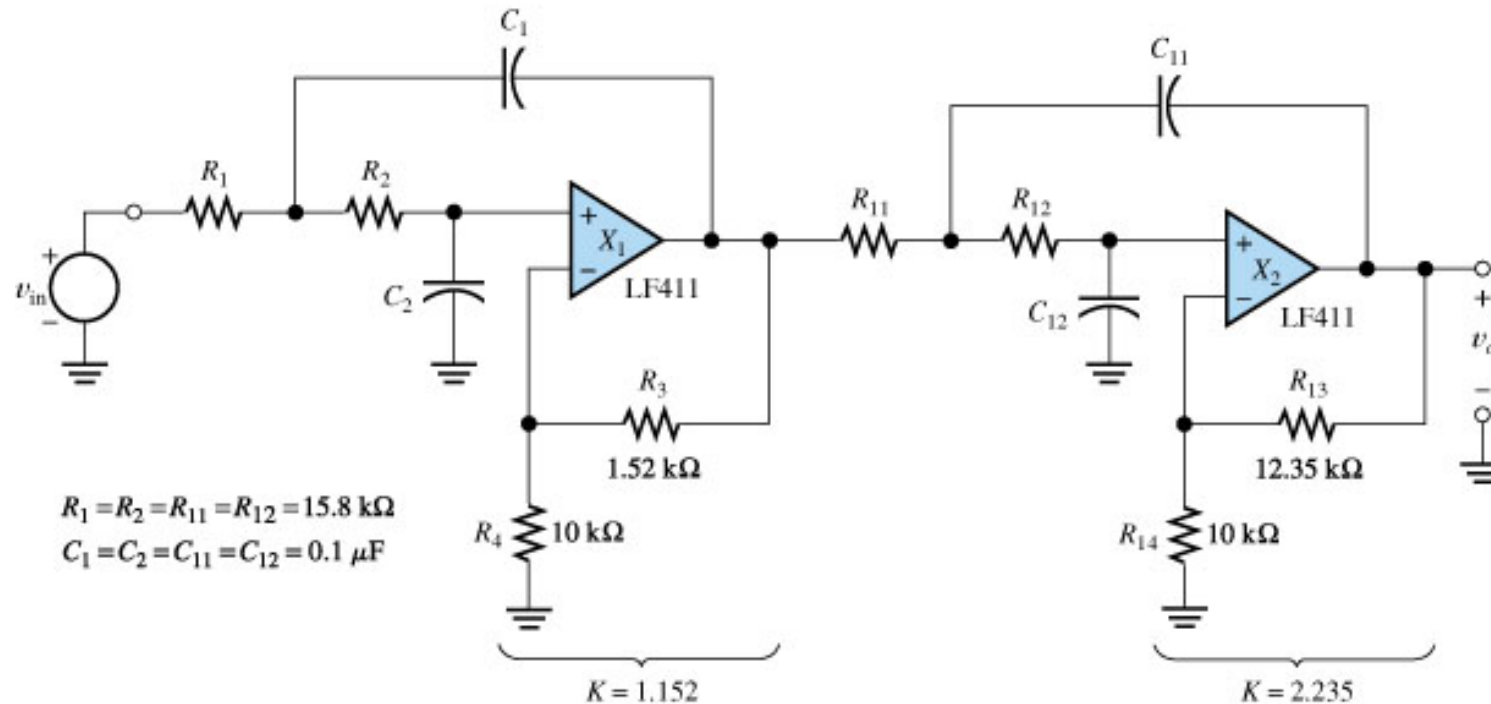 C1
C11
R1
R2
R11
R12
+
X1
−
LF411
+
X2
−
LF411
+
vin
−
C2
C12
+
−
R3
1.52 kΩ
R13
12.35 kΩ
R1=R2=R11=R12=15.8 kΩ
C1=C2=C11=C12=0.1 μF
R4
10 kΩ
R14
10 kΩ
K = 1.152
K = 2.235